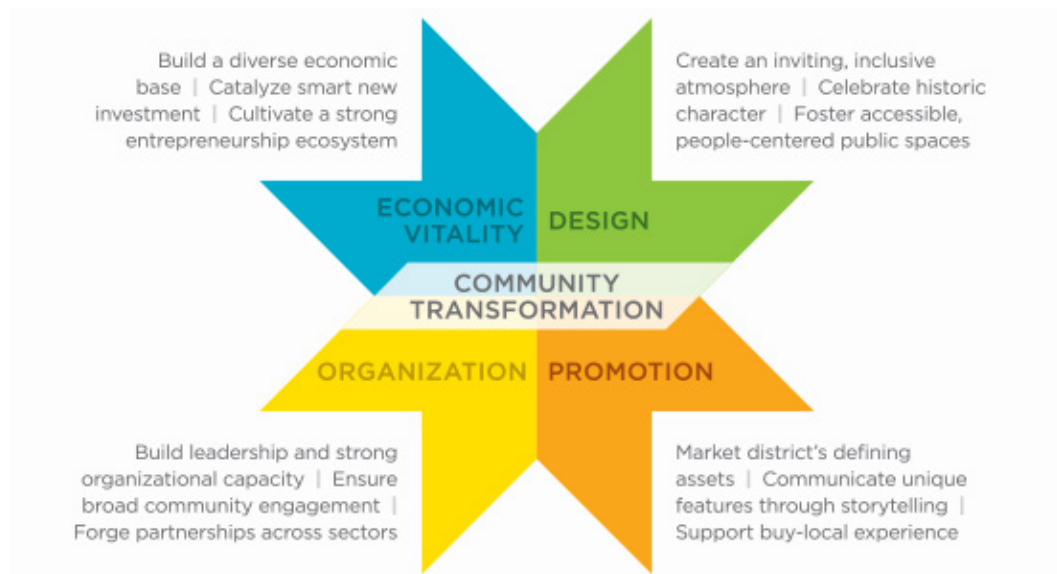 Build a diverse economic
base | Catalyze smart new
investment | Cultivate a strong
entrepreneurship ecosystem
Create an inviting, inclusive
atmosphere | Celebrate historic
character | Foster accessible,
people-centered public spaces
ECONOMIC
VITALITY
DESIGN
COMMUNITY
TRANSFORMATION
ORGANIZATION
PROMOTION
Build leadership and strong
organizational capacity | Ensure
broad community engagement |
Forge partnerships across sectors
Market district's defining
assets | Communicate unique
features through storytelling |
Support buy-local experience